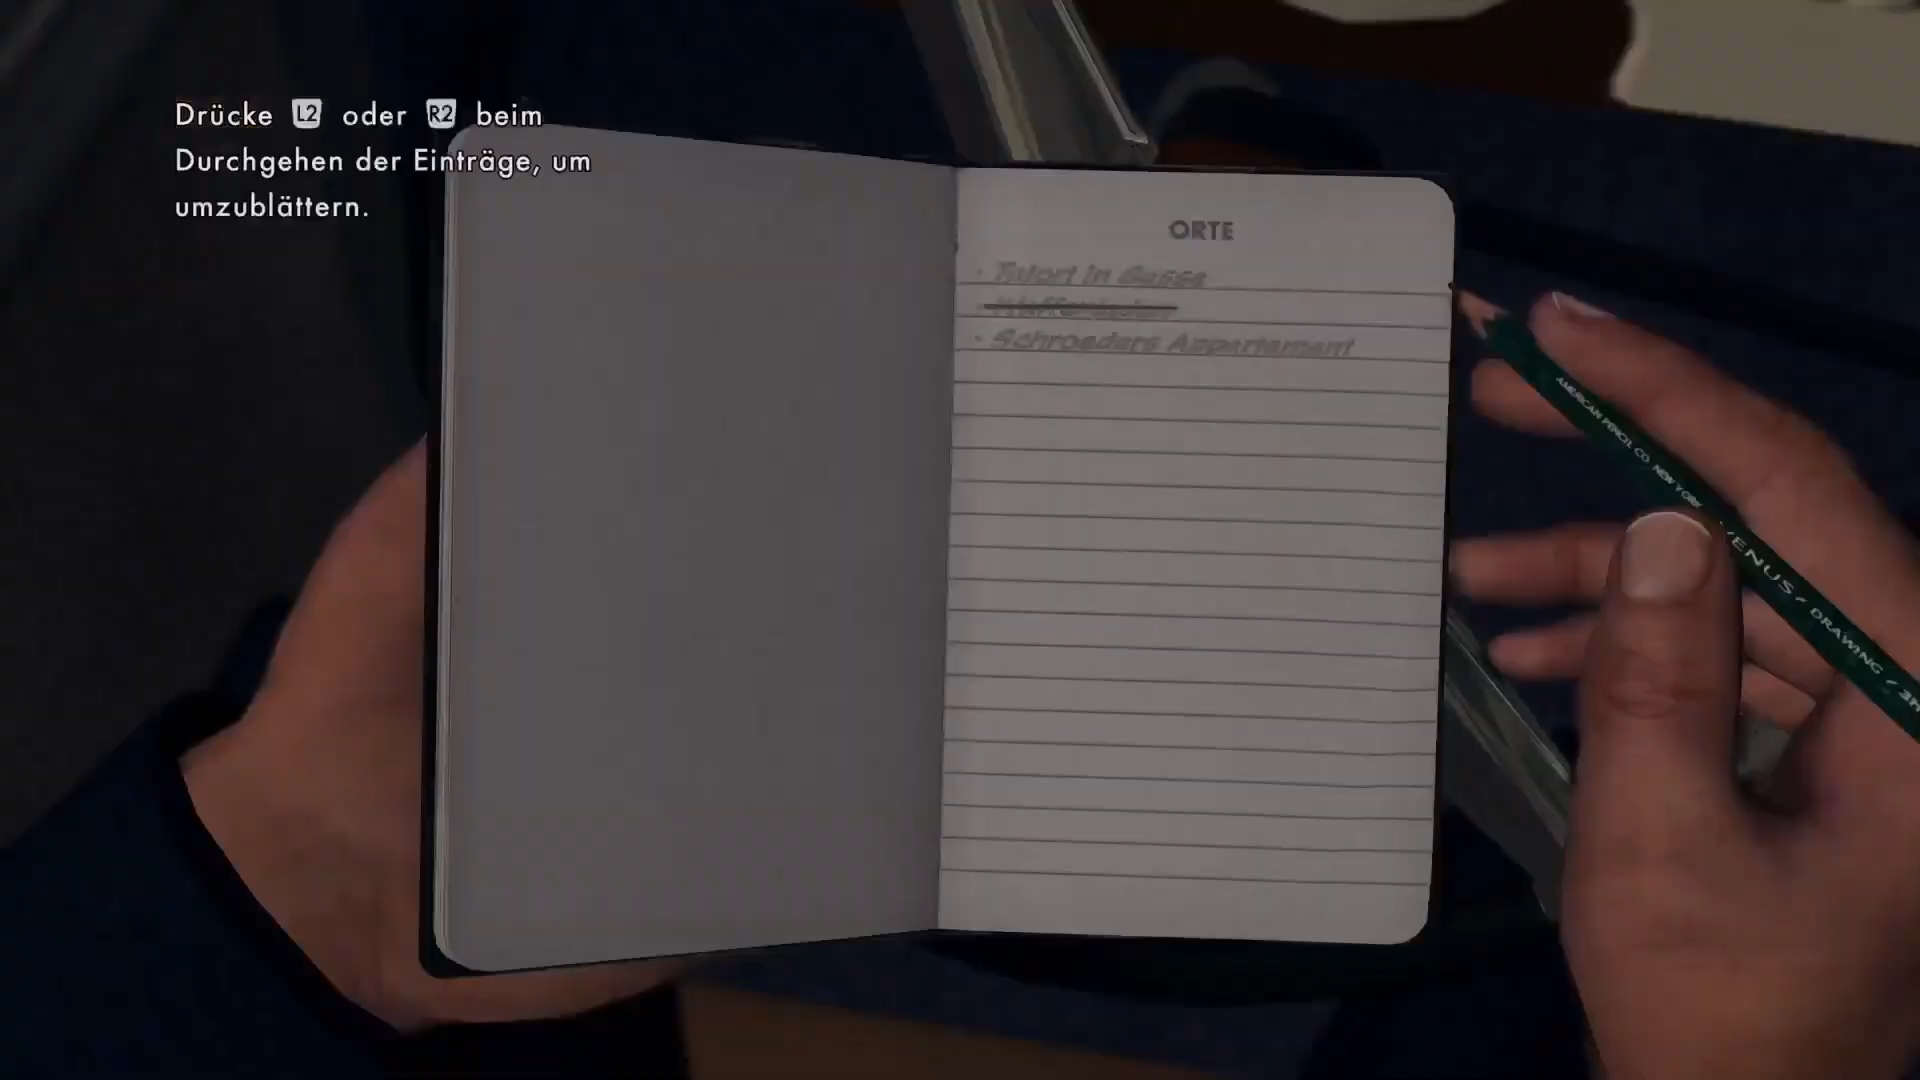 Drücke L2 oder R2 beim
Durchgehen der Einträge, um
umzublättern.
ORTE
· Tatort in Gasse
· Waffenladen
· Schroeders Appartement
AMERICAN PENCIL CO. NEW YORK VENUS DRAWING